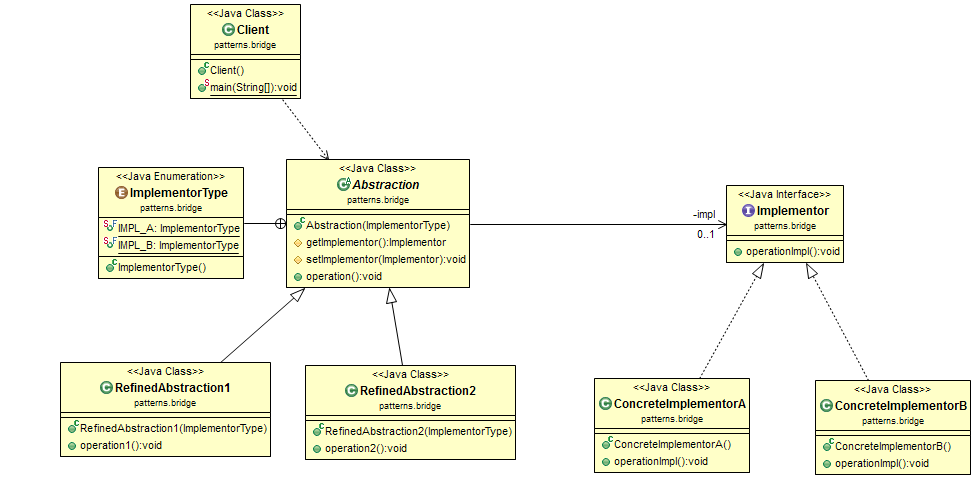 <<Java Class>>
Client
patterns.bridge
Client()
main(String[]):void
<<Java Enumeration>>
ImplementorType
patterns.bridge
IMPL_A: ImplementorType
IMPL_B: ImplementorType
ImplementorType()
<<Java Class>>
Abstraction
patterns.bridge
Abstraction(ImplementorType)
getImplementor():Implementor
setImplementor(Implementor):void
operation():void
-impl
0..1
<<Java Interface>>
Implementor
patterns.bridge
operationImpl():void
<<Java Class>>
RefinedAbstraction1
patterns.bridge
RefinedAbstraction1(ImplementorType)
operation1():void
<<Java Class>>
RefinedAbstraction2
patterns.bridge
RefinedAbstraction2(ImplementorType)
operation2():void
<<Java Class>>
ConcreteImplementorA
patterns.bridge
ConcreteImplementorA()
operationImpl():void
<<Java Class>>
ConcreteImplementorB
patterns.bridge
ConcreteImplementorB()
operationImpl():void